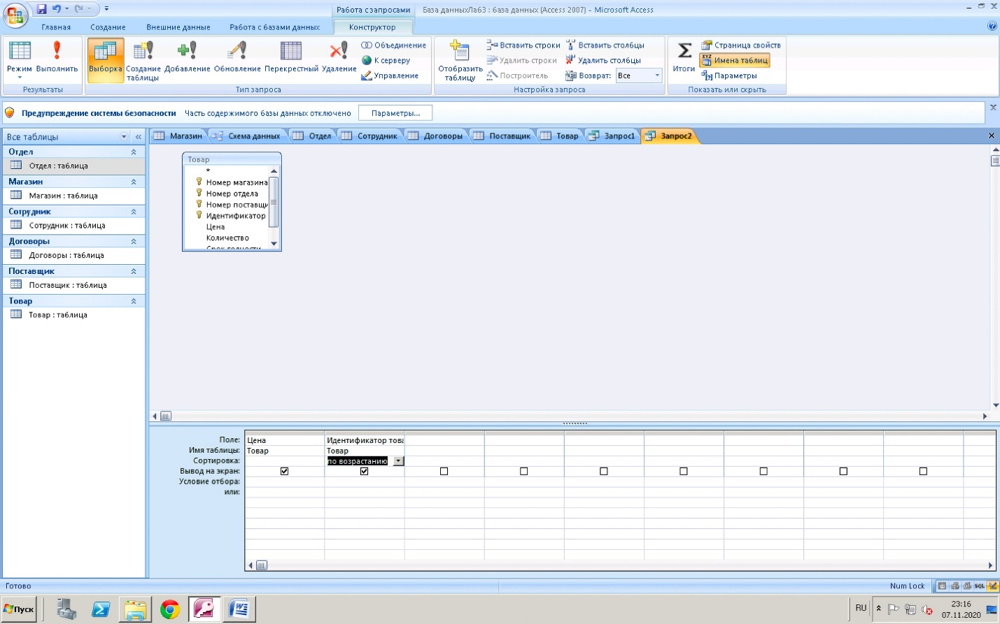 Работа с запросами База данныхЛаб3 : база данных (Access 2007) - Microsoft Access
Главная Создание Внешние данные Работа с базами данных Конструктор
Режим Выполнить
Результаты
Выборка Создание таблицы Добавление Обновление Перекрестный Удаление
Объединение
К серверу
Управление
Тип запроса
Отобразить таблицу
Вставить строки
Удалить строки
Построитель
Вставить столбцы
Удалить столбцы
Возврат: Все
Настройка запроса
Итоги
Страница свойств
Имена таблиц
Параметры
Показать или скрыть
Предупреждение системы безопасности Часть содержимого базы данных отключено Параметры...
Все таблицы
Отдел
Отдел : таблица
Магазин
Магазин : таблица
Сотрудник
Сотрудник : таблица
Договоры
Договоры : таблица
Поставщик
Поставщик : таблица
Товар
Товар : таблица
Магазин Схема данных Отдел Сотрудник Договоры Поставщик Товар Запрос1 Запрос2
Товар
*
Номер магазина
Номер отдела
Номер поставщи
Идентификатор
Цена
Количество
Поле: Цена Идентификатор това
Имя таблицы: Товар Товар
Сортировка: по возрастанию
Вывод на экран:
Условие отбора:
или:
Готово Num Lock SQL
Пуск RU 23:16
07.11.2020